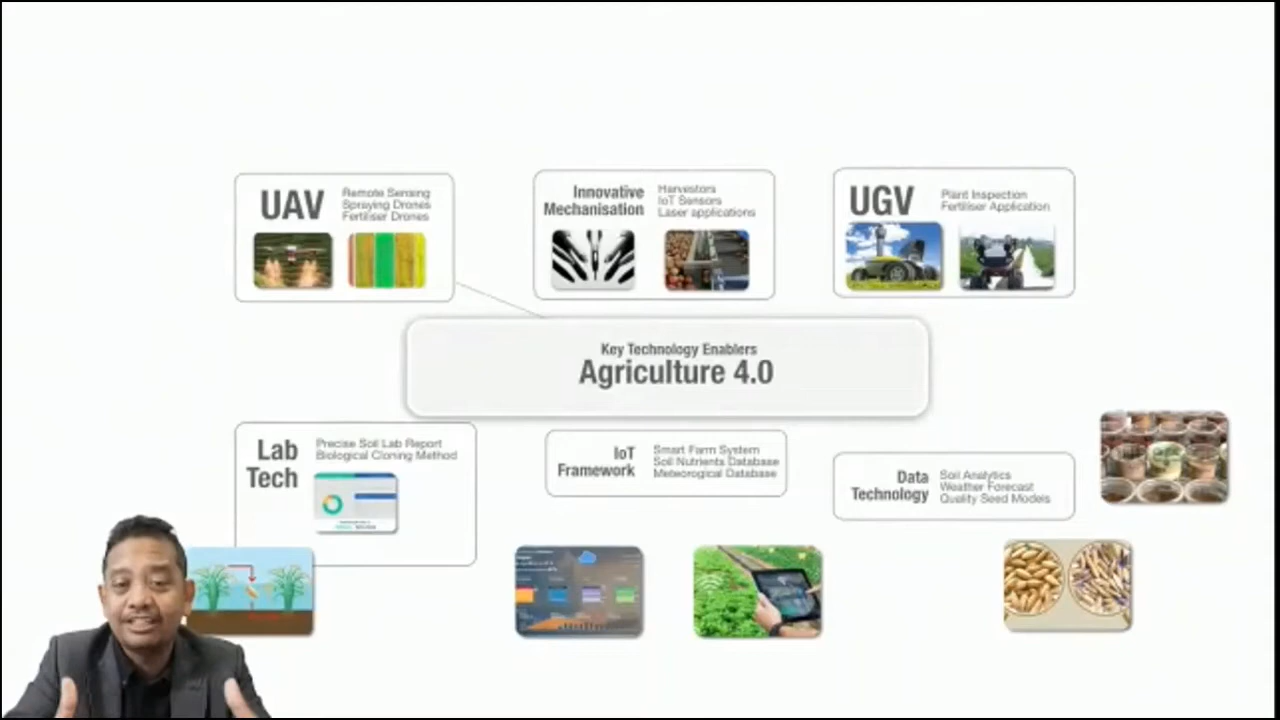 UAV
Remote Sensing
Spraying Drones
Fertiliser Drones
Innovative
Mechanisation
Harvestors
IoT Sensors
Laser applications
UGV
Plant Inspection
Fertiliser Application
Key Technology Enablers
Agriculture 4.0
Lab
Tech
Precise Soil Lab Report
Biological Cloning Method
IoT
Framework
Smart Farm System
Soil Nutrients Database
Meteorogical Database
Data
Technology
Soil Analytics
Weather Forecast
Quality Seed Models